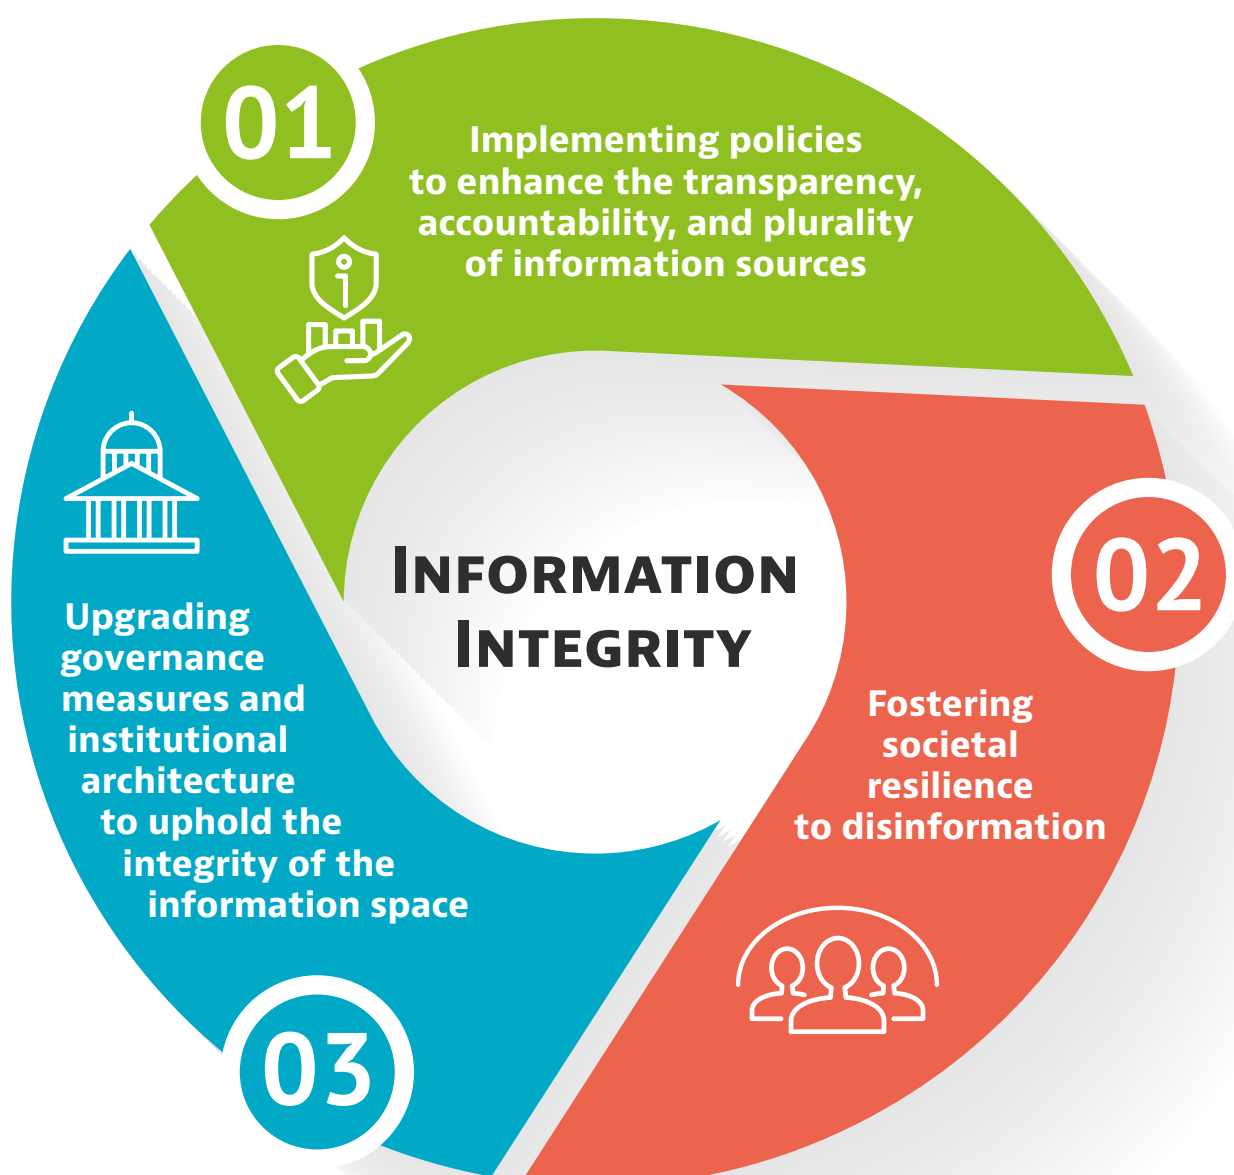 01
Implementing policies
to enhance the transparency,
accountability, and plurality
of information sources
02
Fostering
societal
resilience
to disinformation
03
Upgrading
governance
measures and
institutional
architecture
to uphold the
integrity of the
information space
INFORMATION
INTEGRITY